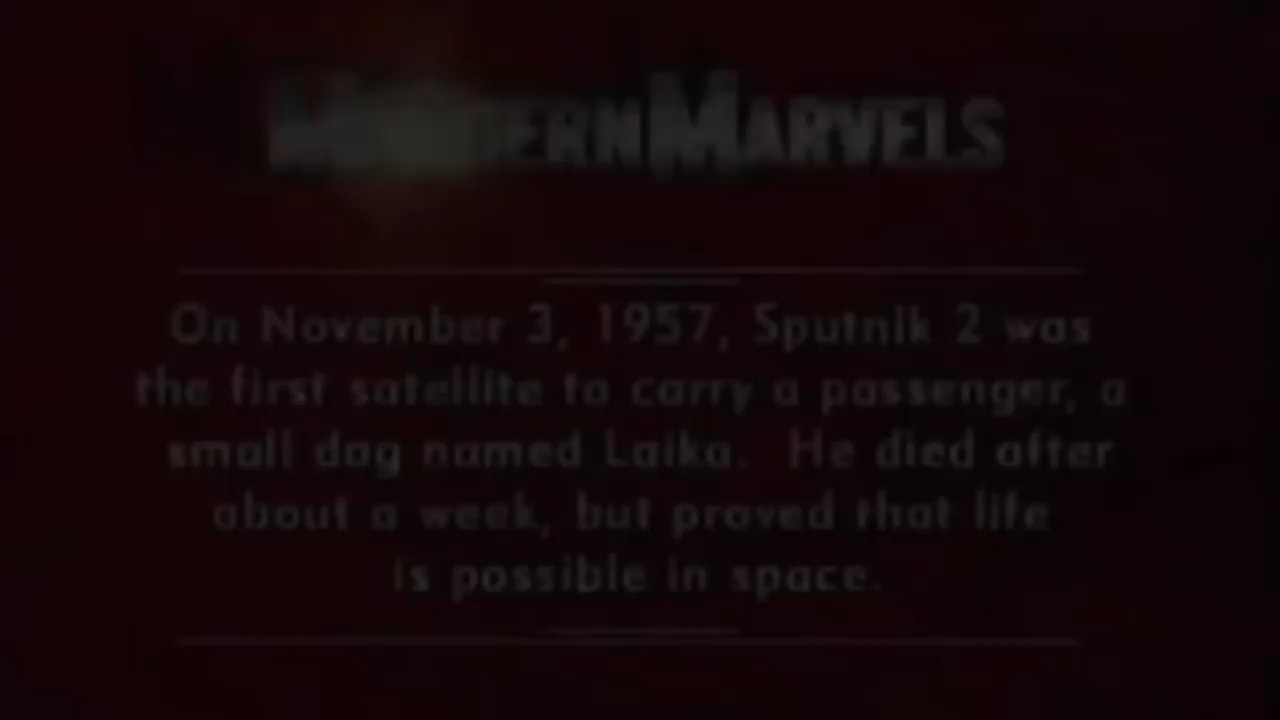 MODERN MARVELS
On November 3, 1957, Sputnik 2 was
the first satellite to carry a passenger, a
small dog named Laika. He died after
about a week, but proved that life
is possible in space.